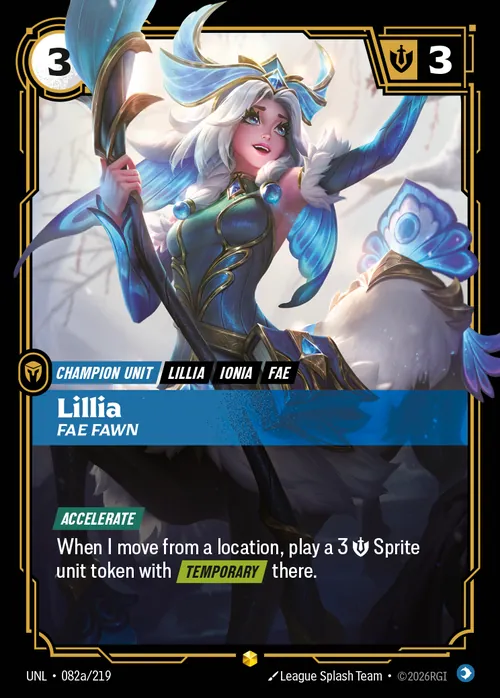 3
3
CHAMPION UNIT LILLIA IONIA FAE
Lillia
FAE FAWN
ACCELERATE
When I move from a location, play a 3 Sprite
unit token with TEMPORARY there.
UNL • 082a/219 League Splash Team • ©2026RGI